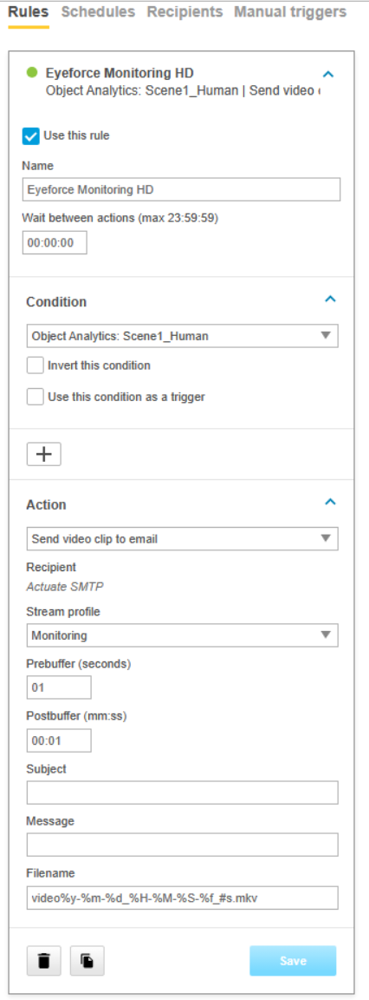 Rules Schedules Recipients Manual triggers
Eyeforce Monitoring HD
Object Analytics: Scene1_Human | Send video
Use this rule
Name
Eyeforce Monitoring HD
Wait between actions (max 23:59:59)
00:00:00
Condition
Object Analytics: Scene1_Human
Invert this condition
Use this condition as a trigger
Action
Send video clip to email
Recipient
Actuate SMTP
Stream profile
Monitoring
Prebuffer (seconds)
01
Postbuffer (mm:ss)
00:01
Subject
Message
Filename
video%y-%m-%d_%H-%M-%S-%f_#s.mkv
Save